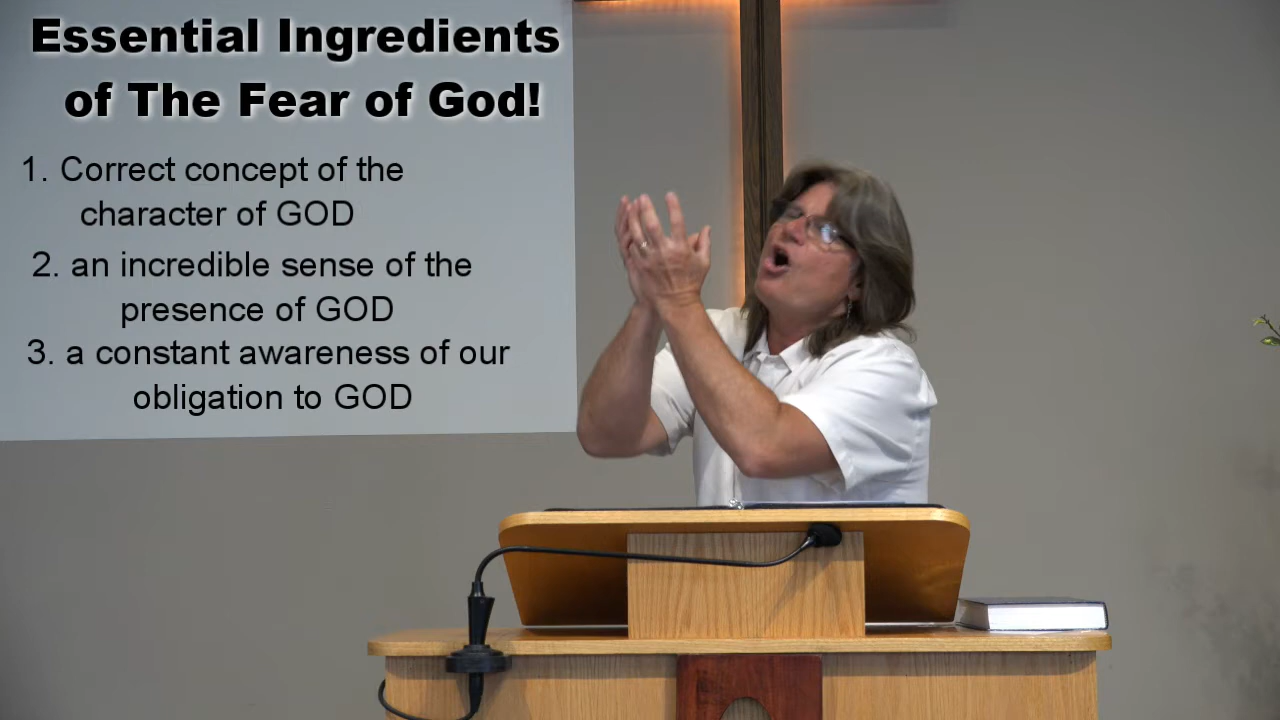 Essential Ingredients
of The Fear of God!
1. Correct concept of the
character of GOD
2. an incredible sense of the
presence of GOD
3. a constant awareness of our
obligation to GOD